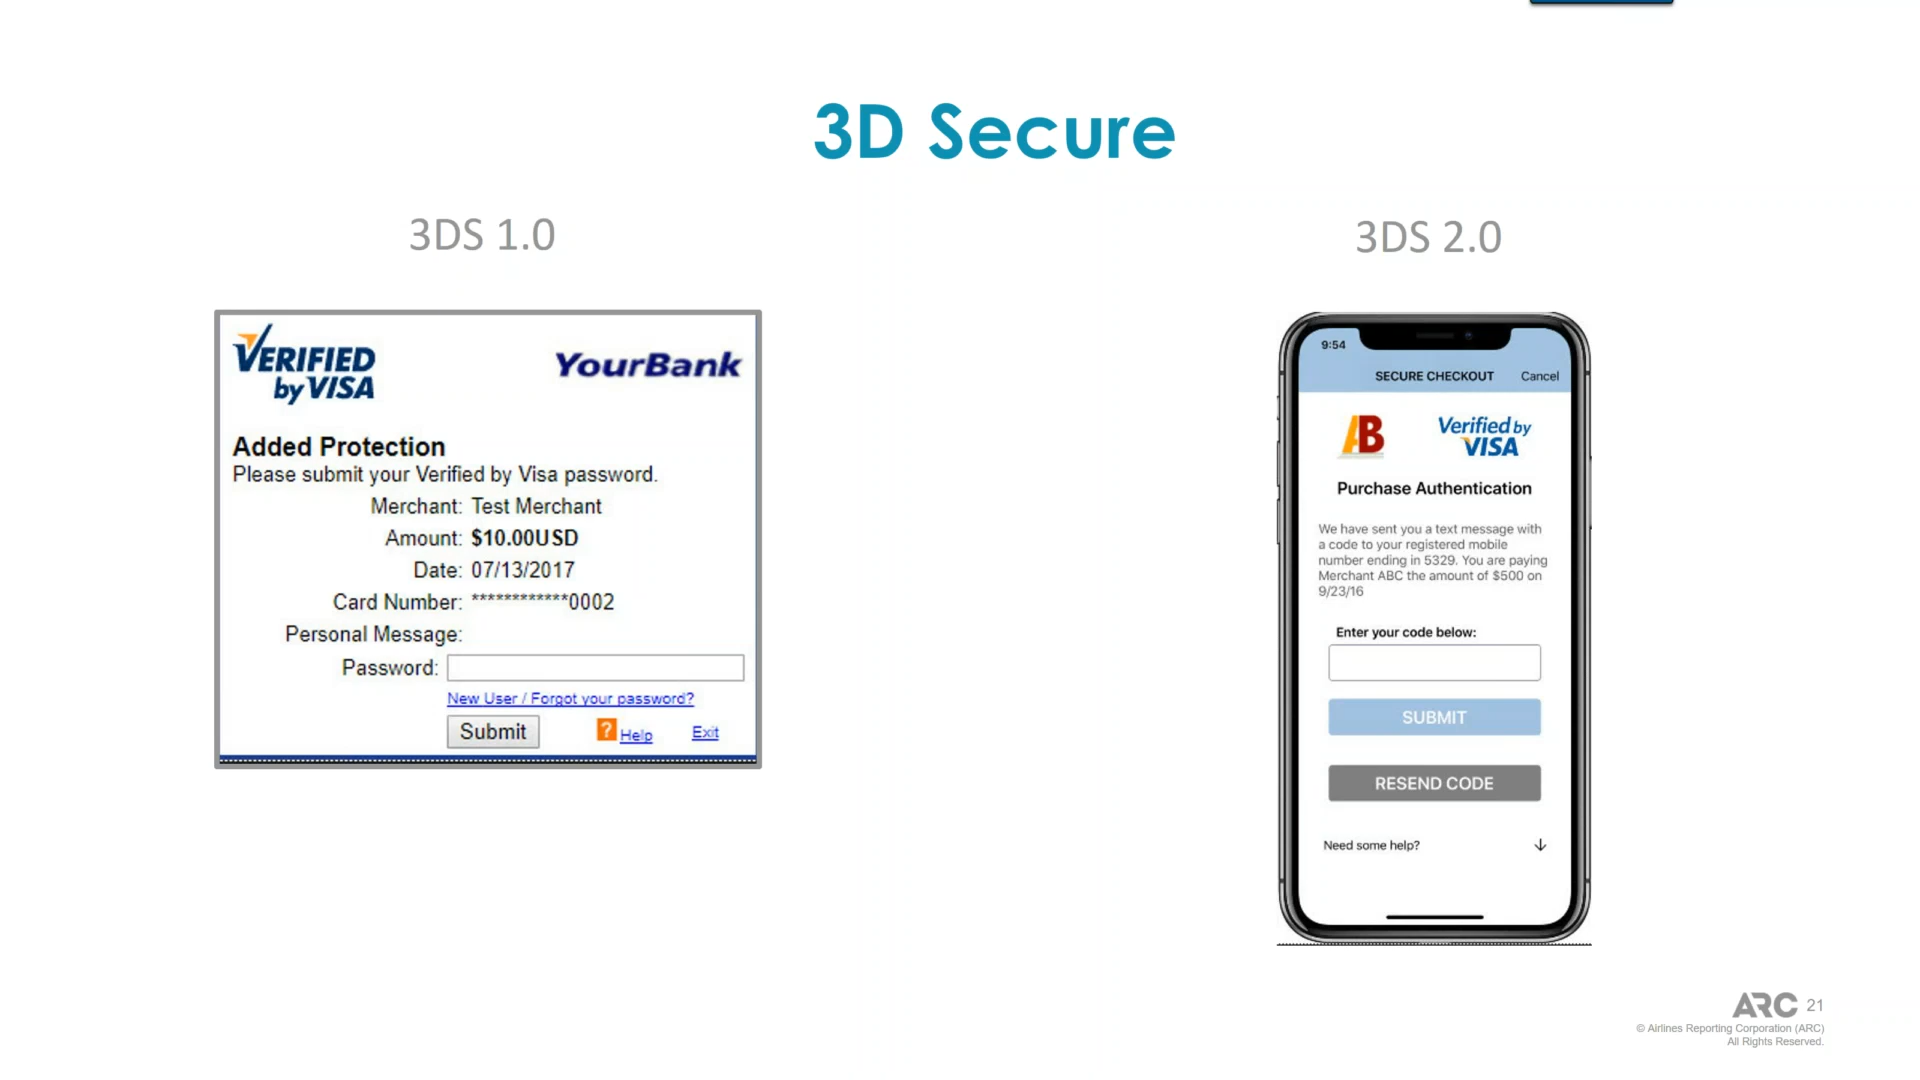 3D Secure
3DS 1.0
VERIFIED
by VISA
YourBank
Added Protection
Please submit your Verified by Visa password.
Merchant: Test Merchant
Amount: $10.00USD
Date: 07/13/2017
Card Number: ************0002
Personal Message:
Password:
New User / Forgot your password?
Submit
? Help
Exit
3DS 2.0
9:54
SECURE CHECKOUT
Cancel
AB
Verified by
VISA
Purchase Authentication
We have sent you a text message with
a code to your registered mobile
number ending in 5329. You are paying
Merchant ABC the amount of $500 on
9/23/16
Enter your code below:
SUBMIT
RESEND CODE
Need some help?
ARC 21
© Airlines Reporting Corporation (ARC)
All Rights Reserved.